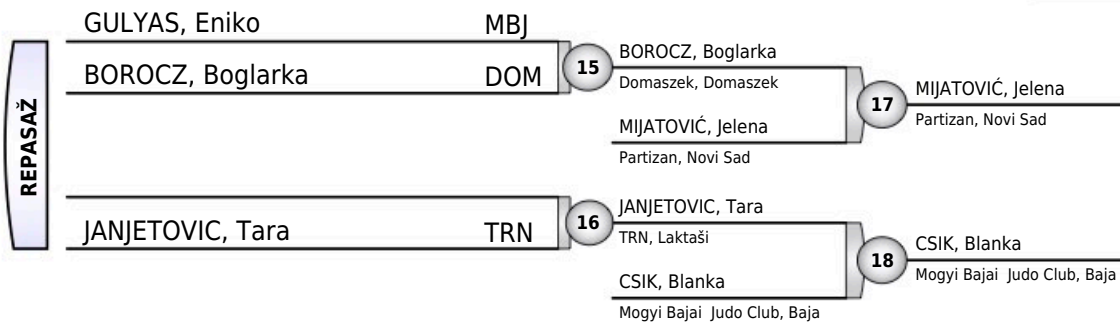 REPASAŽ
GULYAS, Eniko MBJ
BOROCZ, Boglarka DOM
15
BOROCZ, Boglarka
Domaszek, Domaszek
MIJATOVIĆ, Jelena
Partizan, Novi Sad
17
MIJATOVIĆ, Jelena
Partizan, Novi Sad
JANJETOVIC, Tara TRN
16
JANJETOVIC, Tara
TRN, Laktaši
CSIK, Blanka
Mogyi Bajai Judo Club, Baja
18
CSIK, Blanka
Mogyi Bajai Judo Club, Baja